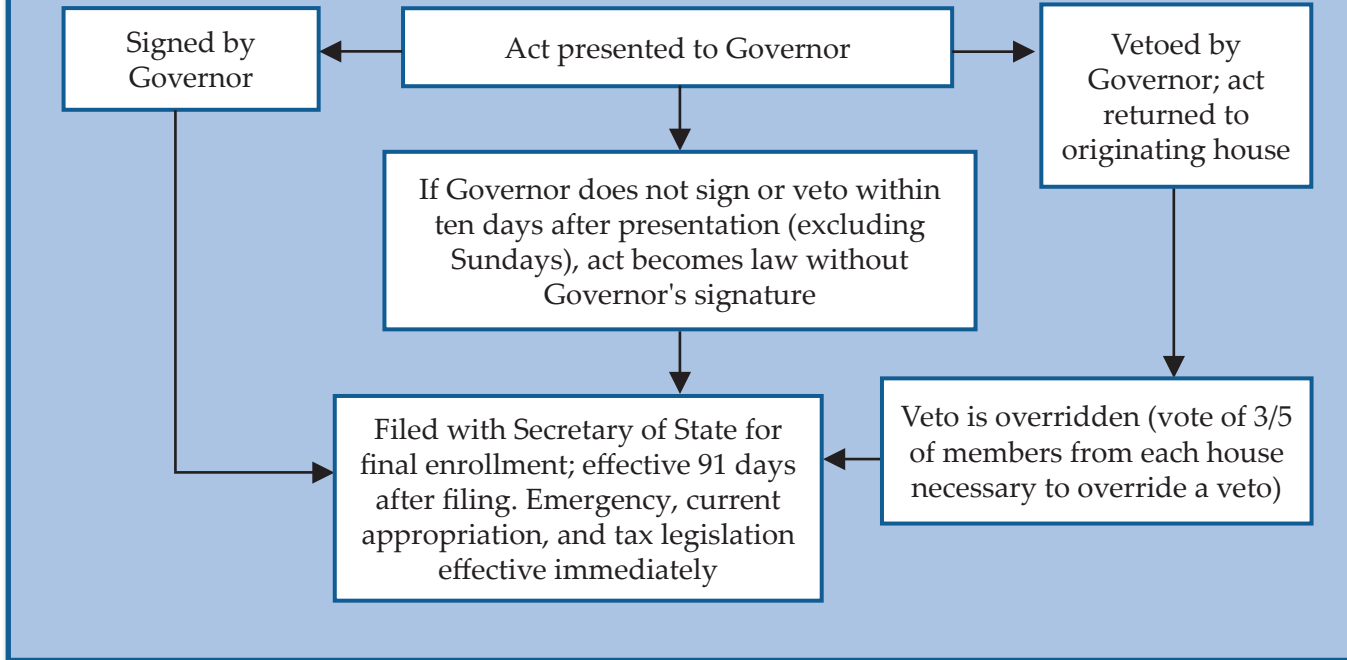 Signed by
Governor
Act presented to Governor
Vetoed by
Governor; act
returned to
originating house
If Governor does not sign or veto within
ten days after presentation (excluding
Sundays), act becomes law without
Governor's signature
Filed with Secretary of State for
final enrollment; effective 91 days
after filing. Emergency, current
appropriation, and tax legislation
effective immediately
Veto is overridden (vote of 3/5
of members from each house
necessary to override a veto)